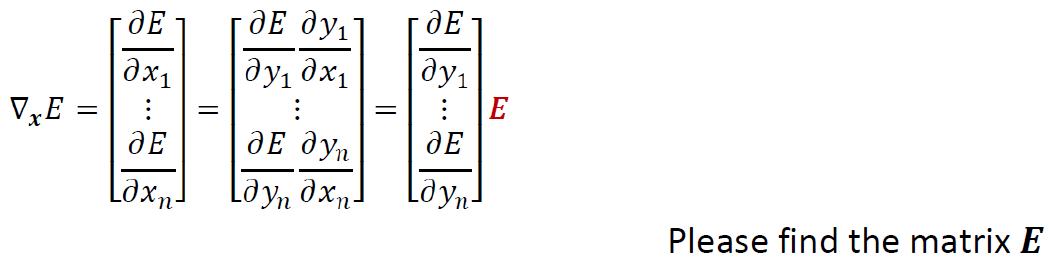 ∇ₓE = [∂E/∂x₁ ⋮ ∂E/∂xₙ] = [∂E/∂y₁ ∂y₁/∂x₁ ⋮ ∂E/∂yₙ ∂yₙ/∂xₙ] = [∂E/∂y₁ ⋮ ∂E/∂yₙ] E
Please find the matrix E